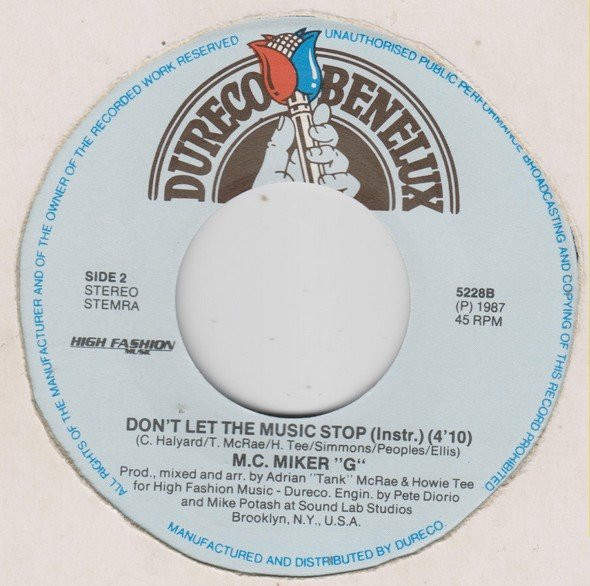 ALL RIGHTS OF THE MANUFACTURER AND OF THE OWNER OF THE RECORDED WORK RESERVED
UNAUTHORISED PUBLIC PERFORMANCE BROADCASTING AND COPYING OF THIS RECORD PROHIBITED
DURECO BENELUX
SIDE 2
STEREO
STEMRA
5228B
(P) 1987
45 RPM
HIGH FASHION
MUSIC
DON'T LET THE MUSIC STOP (Instr.) (4'10)
(C. Halyard/T. McRae/H. Tee/Simmons/Peoples/Ellis)
M.C. MIKER "G"
Prod., mixed and arr. by Adrian "Tank" McRae & Howie Tee
for High Fashion Music - Dureco. Engin. by Pete Diorio
and Mike Potash at Sound Lab Studios
Brooklyn, N.Y., U.S.A.
MANUFACTURED AND DISTRIBUTED BY DURECO.